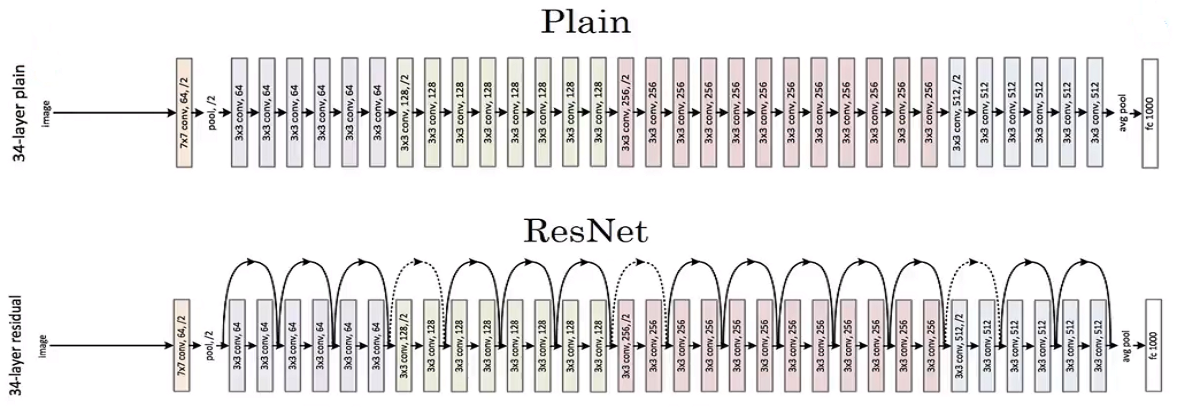 Plain
34-layer plain
image
7x7 conv, 64, /2
pool, /2
3x3 conv, 64
3x3 conv, 64
3x3 conv, 64
3x3 conv, 64
3x3 conv, 64
3x3 conv, 64
3x3 conv, 128, /2
3x3 conv, 128
3x3 conv, 128
3x3 conv, 128
3x3 conv, 128
3x3 conv, 128
3x3 conv, 128
3x3 conv, 128
3x3 conv, 256, /2
3x3 conv, 256
3x3 conv, 256
3x3 conv, 256
3x3 conv, 256
3x3 conv, 256
3x3 conv, 256
3x3 conv, 256
3x3 conv, 256
3x3 conv, 256
3x3 conv, 256
3x3 conv, 256
3x3 conv, 512, /2
3x3 conv, 512
3x3 conv, 512
3x3 conv, 512
3x3 conv, 512
3x3 conv, 512
avg pool
fc 1000
ResNet
34-layer residual
image
7x7 conv, 64, /2
pool, /2
3x3 conv, 64
3x3 conv, 64
3x3 conv, 64
3x3 conv, 64
3x3 conv, 64
3x3 conv, 64
3x3 conv, 128, /2
3x3 conv, 128
3x3 conv, 128
3x3 conv, 128
3x3 conv, 128
3x3 conv, 128
3x3 conv, 128
3x3 conv, 128
3x3 conv, 256, /2
3x3 conv, 256
3x3 conv, 256
3x3 conv, 256
3x3 conv, 256
3x3 conv, 256
3x3 conv, 256
3x3 conv, 256
3x3 conv, 256
3x3 conv, 256
3x3 conv, 256
3x3 conv, 256
3x3 conv, 512, /2
3x3 conv, 512
3x3 conv, 512
3x3 conv, 512
3x3 conv, 512
3x3 conv, 512
avg pool
fc 1000